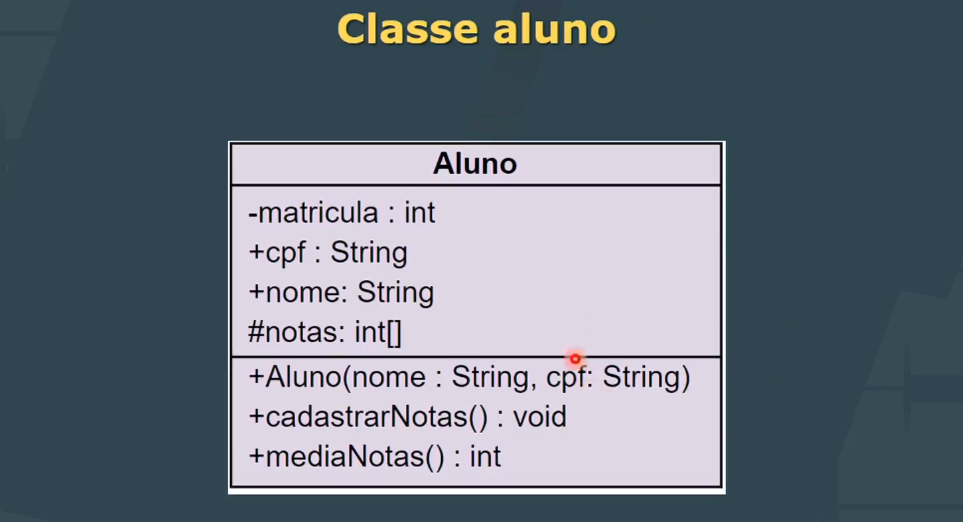 Classe aluno
Aluno
-matricula : int
+cpf : String
+nome: String
#notas: int[]
+Aluno(nome : String, cpf: String)
+cadastrarNotas() : void
+mediaNotas() : int